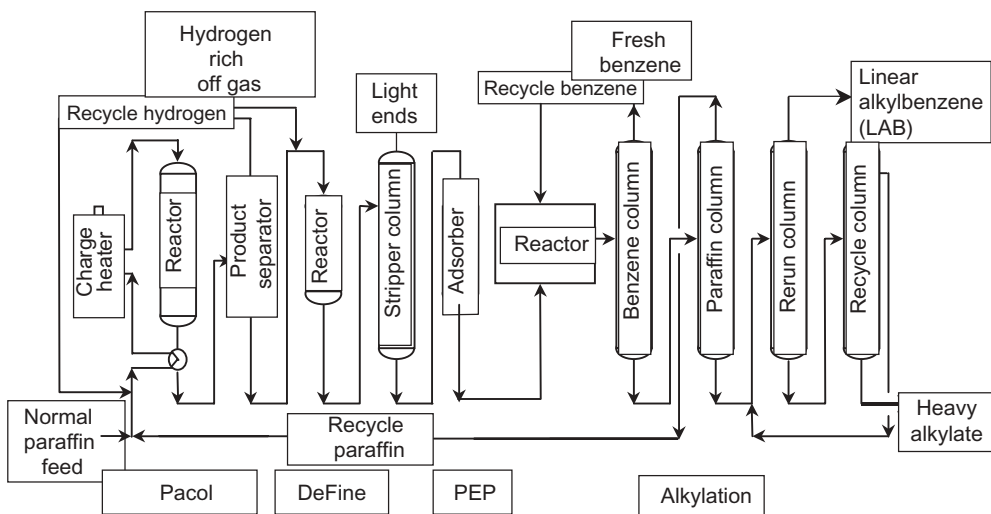 Hydrogen
rich
off gas
Fresh
benzene
Light
ends
Linear
alkylbenzene
(LAB)
Recycle hydrogen
Recycle benzene
Charge
heater
Reactor
Product
separator
Reactor
Stripper column
Adsorber
Reactor
Benzene column
Paraffin column
Rerun column
Recycle column
Normal
paraffin
feed
Recycle
paraffin
Heavy
alkylate
Pacol
DeFine
PEP
Alkylation